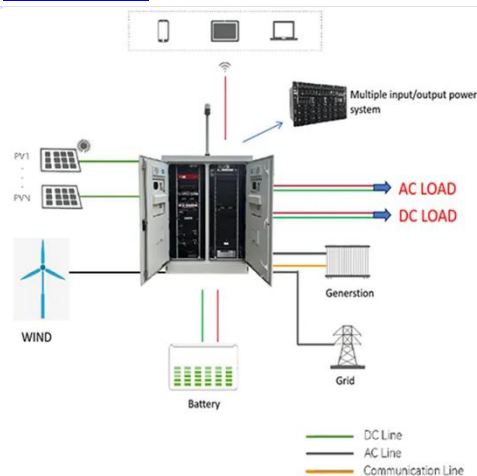 Multiple input/output power
system
PV1
PVN
AC LOAD
DC LOAD
WIND
Generstion
Battery
Grid
DC Line
AC Line
Communication Line